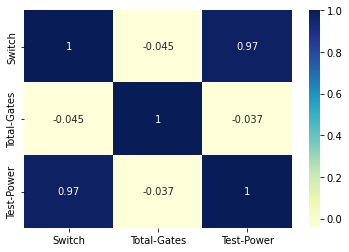 Switch 1 -0.045 0.97
Total-Gates -0.045 1 -0.037
Test-Power 0.97 -0.037 1
Switch Total-Gates Test-Power
1.0
0.8
0.6
0.4
0.2
0.0